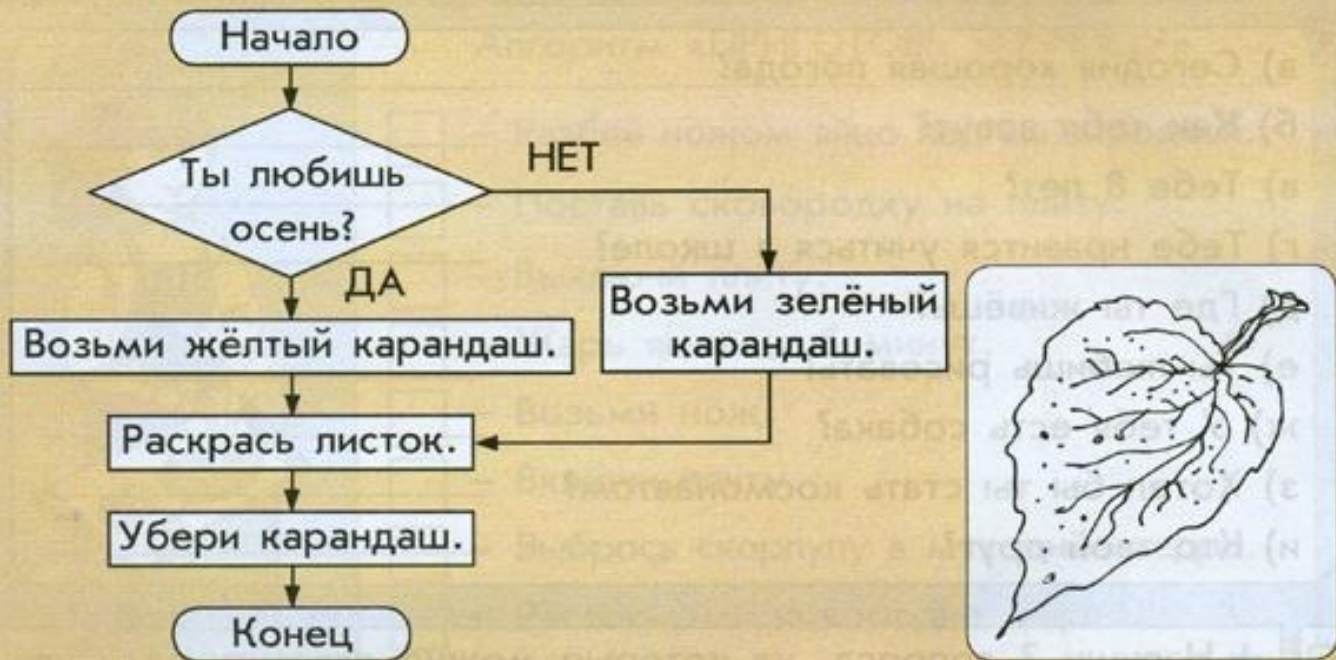 Начало
Ты любишь
осень?
НЕТ
ДА
Возьми жёлтый карандаш.
Возьми зелёный
карандаш.
Раскрась листок.
Убери карандаш.
Конец